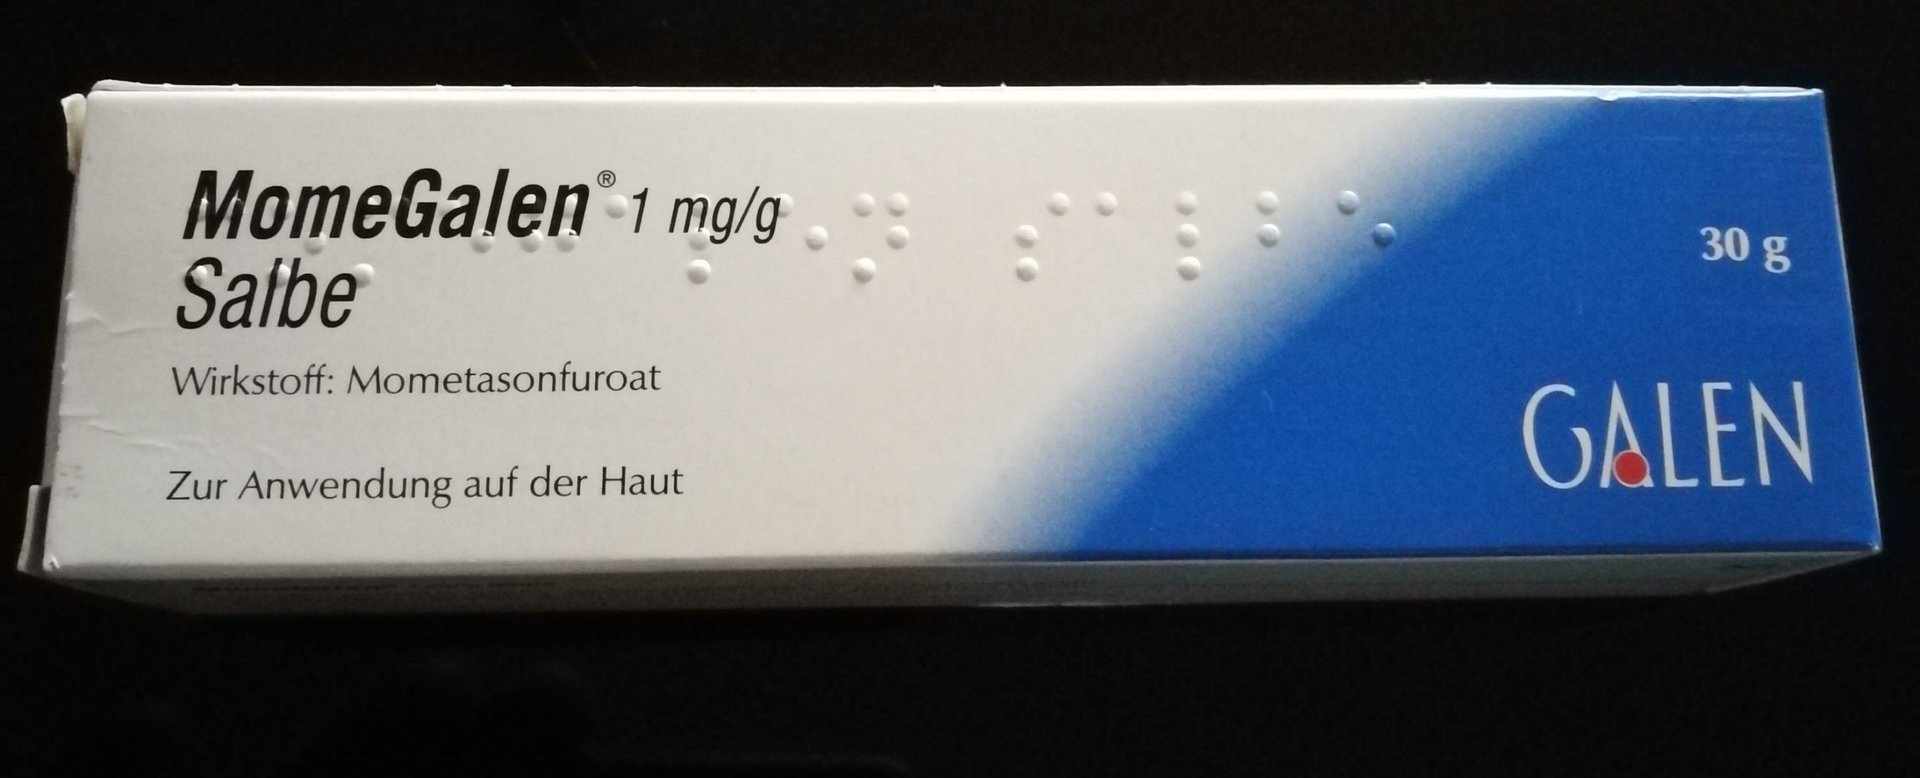 MomeGalen® 1 mg/g
Salbe
Wirkstoff: Mometasonfuroat
Zur Anwendung auf der Haut
30 g
GALEN